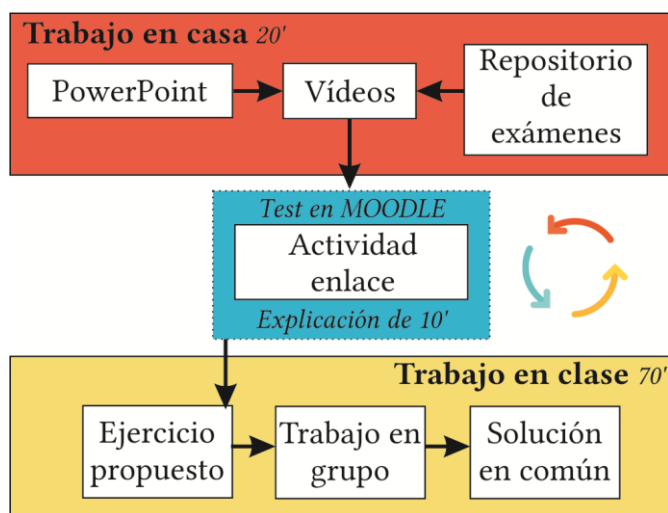 Trabajo en casa 20'
PowerPoint
Vídeos
Repositorio
de
exámenes
Test en MOODLE
Actividad
enlace
Explicación de 10'
Trabajo en clase 70'
Ejercicio
propuesto
Trabajo en
grupo
Solución
en común